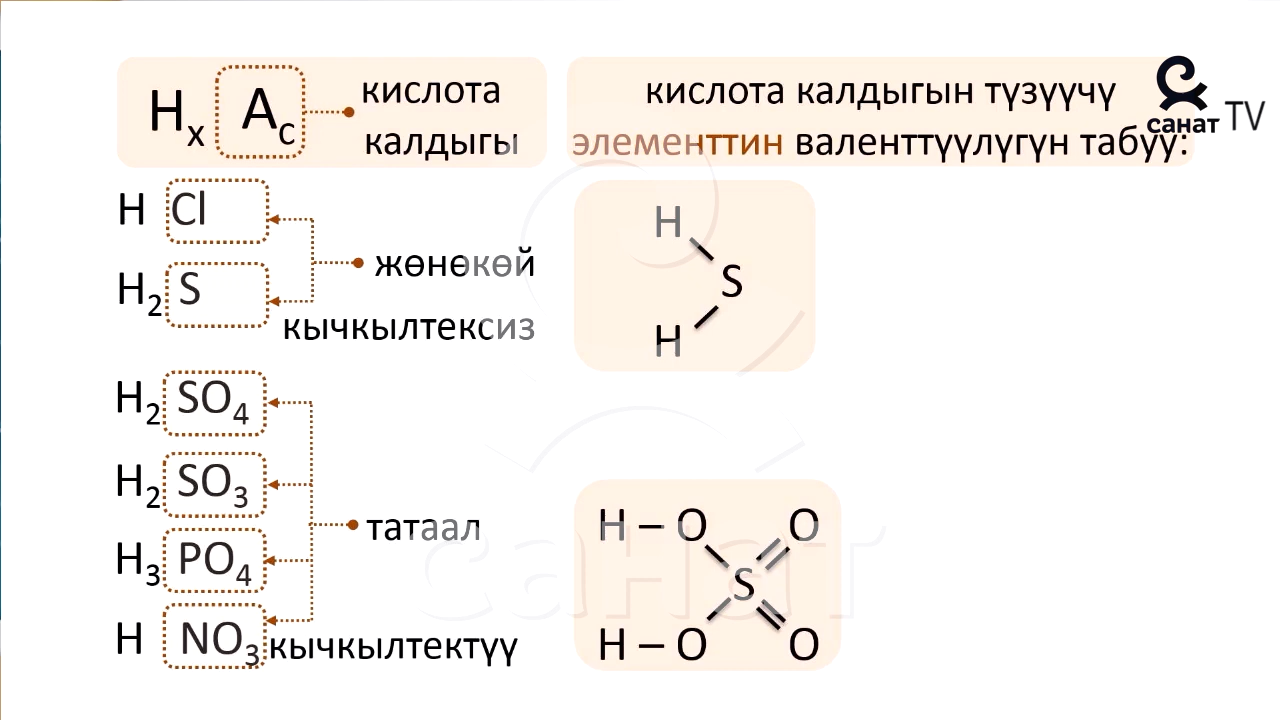 Hx Ac
кислота
калдыгы
кислота калдыгын түзүүчү
элементтин валенттүүлүгүн табуу:
санат TV
H Cl
H2 S
жөнөкөй
кычкылтексиз
H2 SO4
H2 SO3
H3 PO4
H NO3
татаал
кычкылтектүү
H
S
H
H – O O
S
H – O O
санат